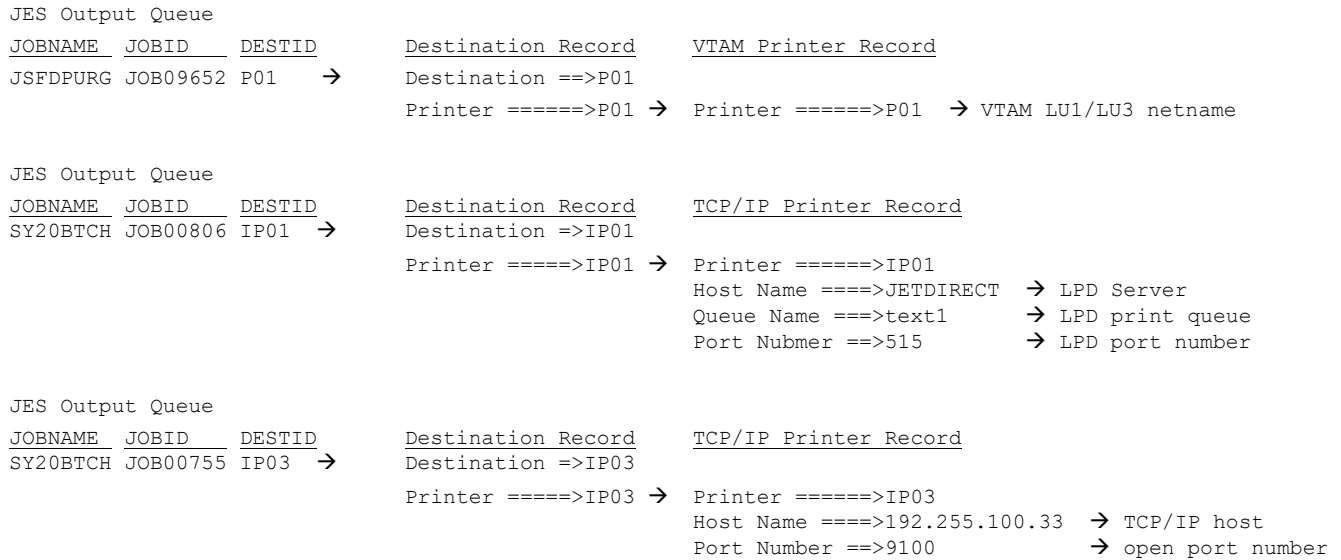 JES Output Queue
JOBNAME JOBID DESTID Destination Record VTAM Printer Record
JSFDPURG JOB09652 P01 → Destination ==>P01
Printer ======>P01 → Printer ======>P01 → VTAM LU1/LU3 netname
JES Output Queue
JOBNAME JOBID DESTID Destination Record TCP/IP Printer Record
SY20BTCH JOB00806 IP01 → Destination =>IP01
Printer =====>IP01 → Printer ======>IP01
Host Name ====>JETDIRECT → LPD Server
Queue Name ===>text1 → LPD print queue
Port Nubmer ==>515 → LPD port number
JES Output Queue
JOBNAME JOBID DESTID Destination Record TCP/IP Printer Record
SY20BTCH JOB00755 IP03 → Destination =>IP03
Printer =====>IP03 → Printer ======>IP03
Host Name ====>192.255.100.33 → TCP/IP host
Port Number ==>9100 → open port number